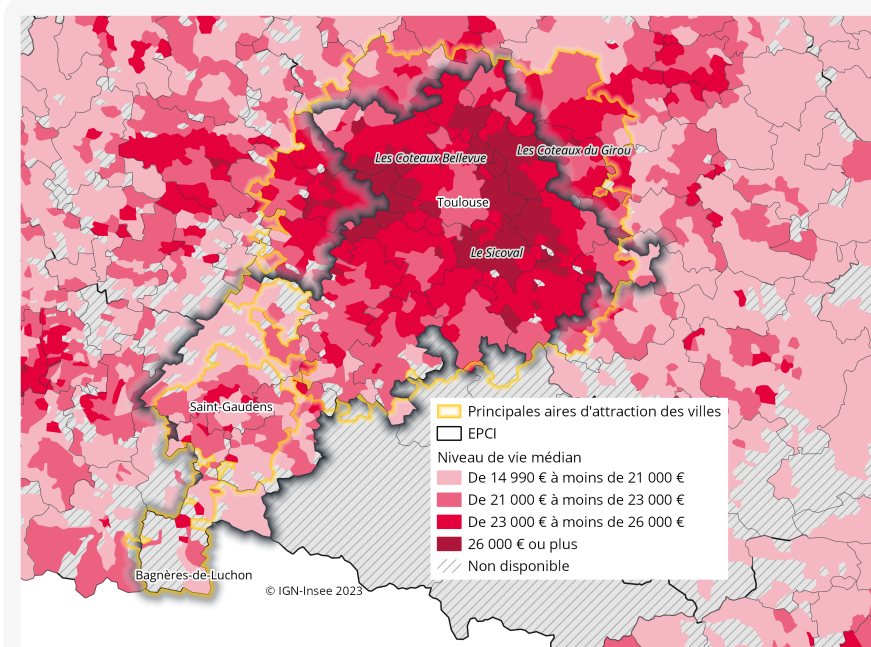 Les Coteaux Bellevue
Les Coteaux du Girou
Toulouse
Le Sicoval
Saint-Gaudens
Bagnères-de-Luchon
© IGN-Insee 2023
Principales aires d'attraction des villes
EPCI
Niveau de vie médian
De 14 990 € à moins de 21 000 €
De 21 000 € à moins de 23 000 €
De 23 000 € à moins de 26 000 €
26 000 € ou plus
Non disponible